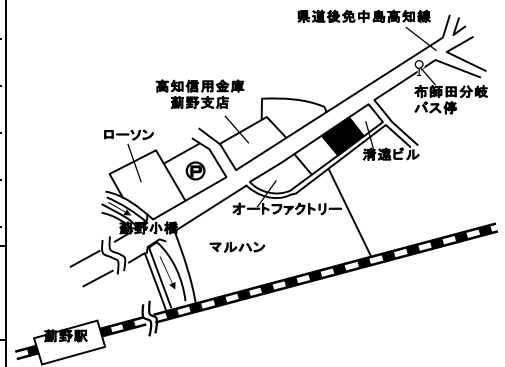 県道後免中島高知線
布師田分岐
バス停
高知信用金庫
薊野支店
ローソン
P
清遠ビル
オートファクトリー
薊野小橋
マルハン
薊野駅